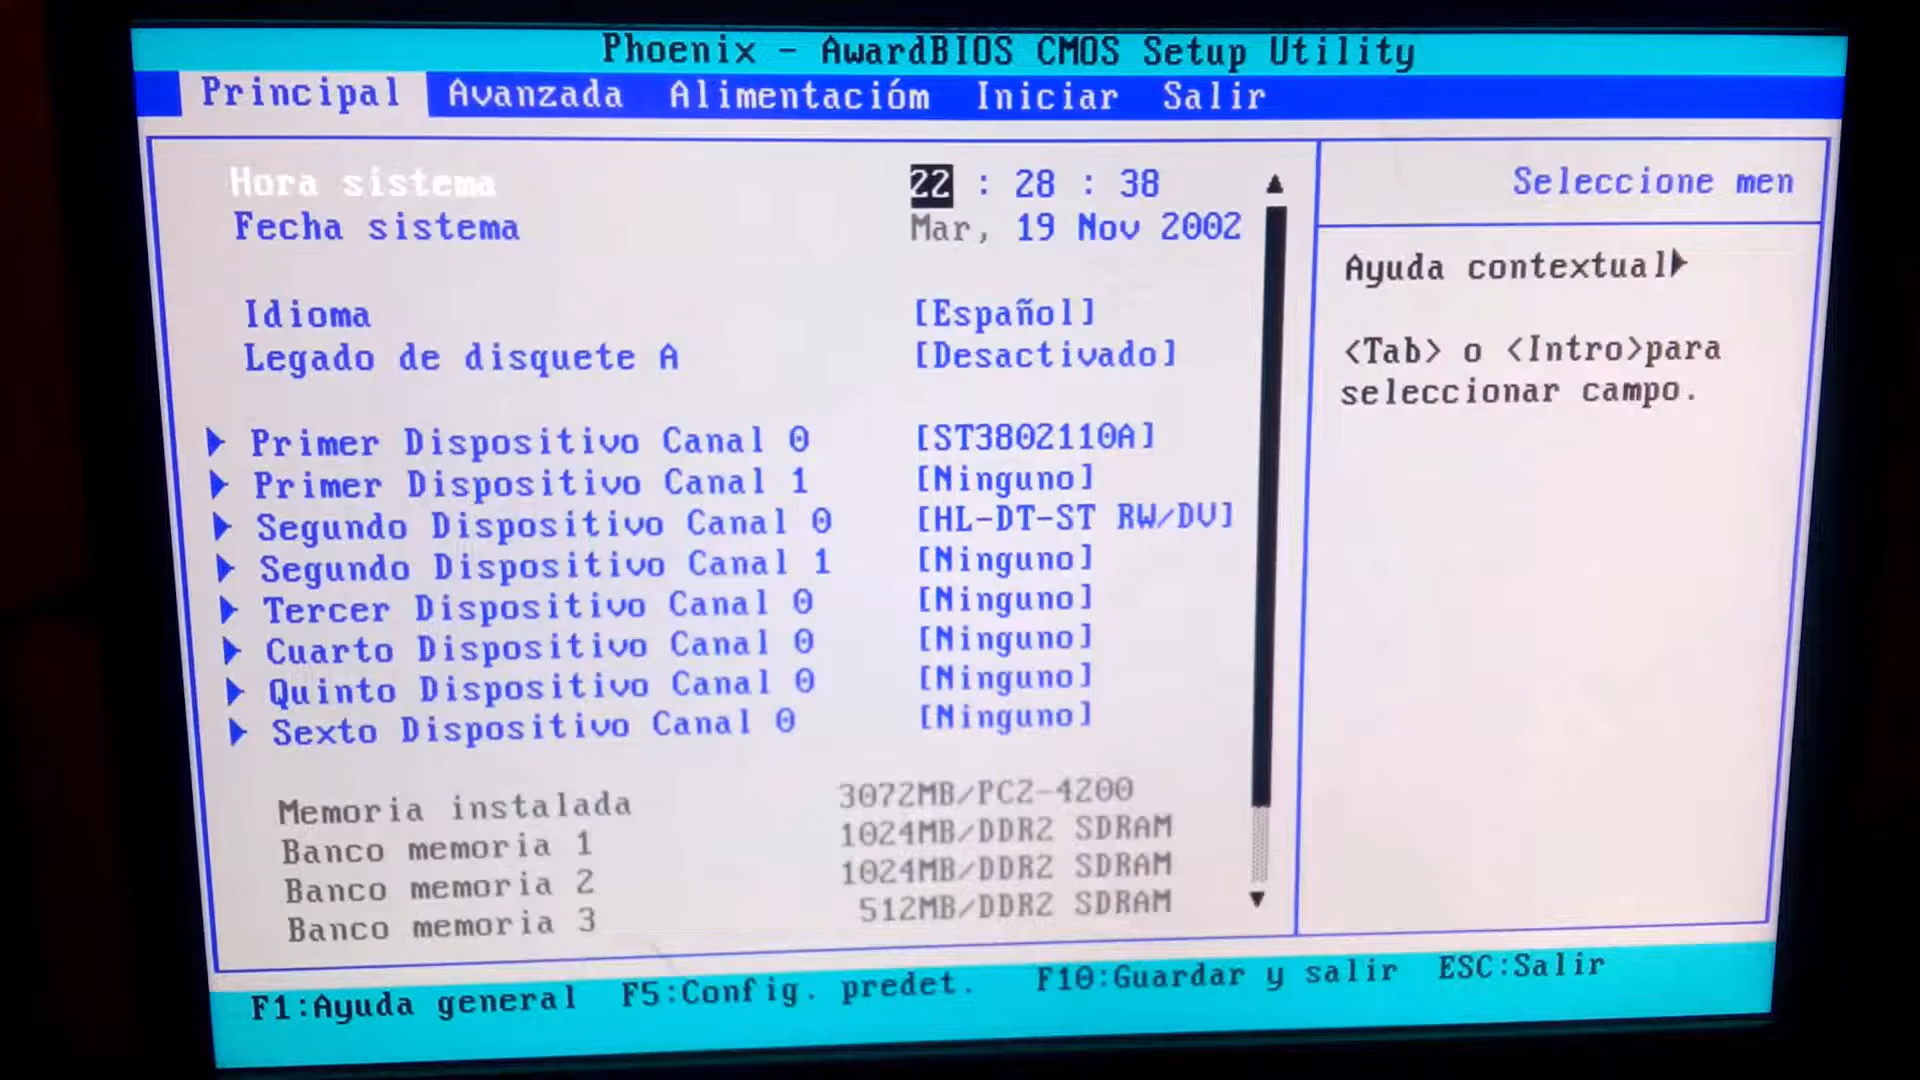 Phoenix - AwardBIOS CMOS Setup Utility
Principal Avanzada Alimentacióm Iniciar Salir
Hora sistema 22 : 28 : 38
Fecha sistema Mar, 19 Nov 2002
Idioma [Español]
Legado de disquete A [Desactivado]
Primer Dispositivo Canal 0 [ST3802110A]
Primer Dispositivo Canal 1 [Ninguno]
Segundo Dispositivo Canal 0 [HL-DT-ST RW/DV]
Segundo Dispositivo Canal 1 [Ninguno]
Tercer Dispositivo Canal 0 [Ninguno]
Cuarto Dispositivo Canal 0 [Ninguno]
Quinto Dispositivo Canal 0 [Ninguno]
Sexto Dispositivo Canal 0 [Ninguno]
Memoria instalada 3072MB/PC2-4200
Banco memoria 1 1024MB/DDR2 SDRAM
Banco memoria 2 1024MB/DDR2 SDRAM
Banco memoria 3 512MB/DDR2 SDRAM
Seleccione men
Ayuda contextual
<Tab> o <Intro>para
seleccionar campo.
F1:Ayuda general F5:Config. predet. F10:Guardar y salir ESC:Salir